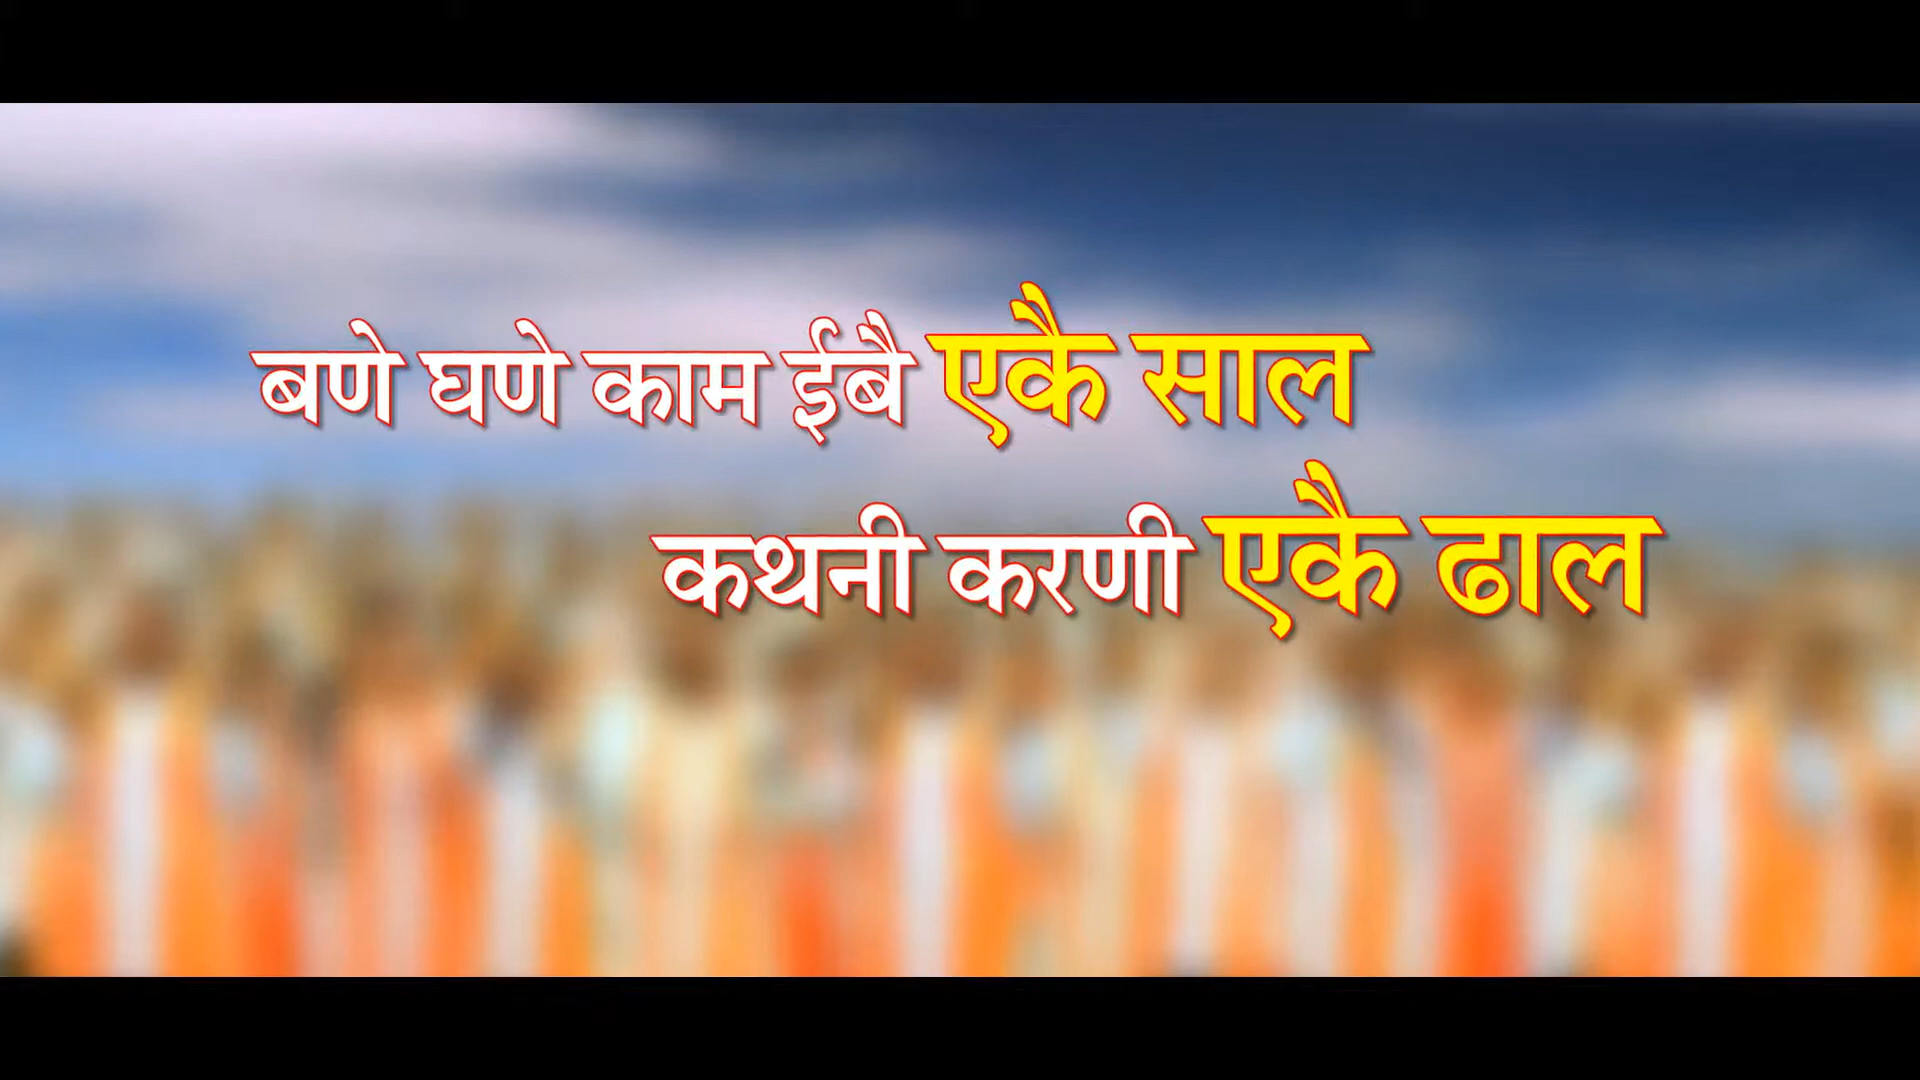 बणे घणे काम ईबै एकै साल
कथनी करणी एकै ढाल